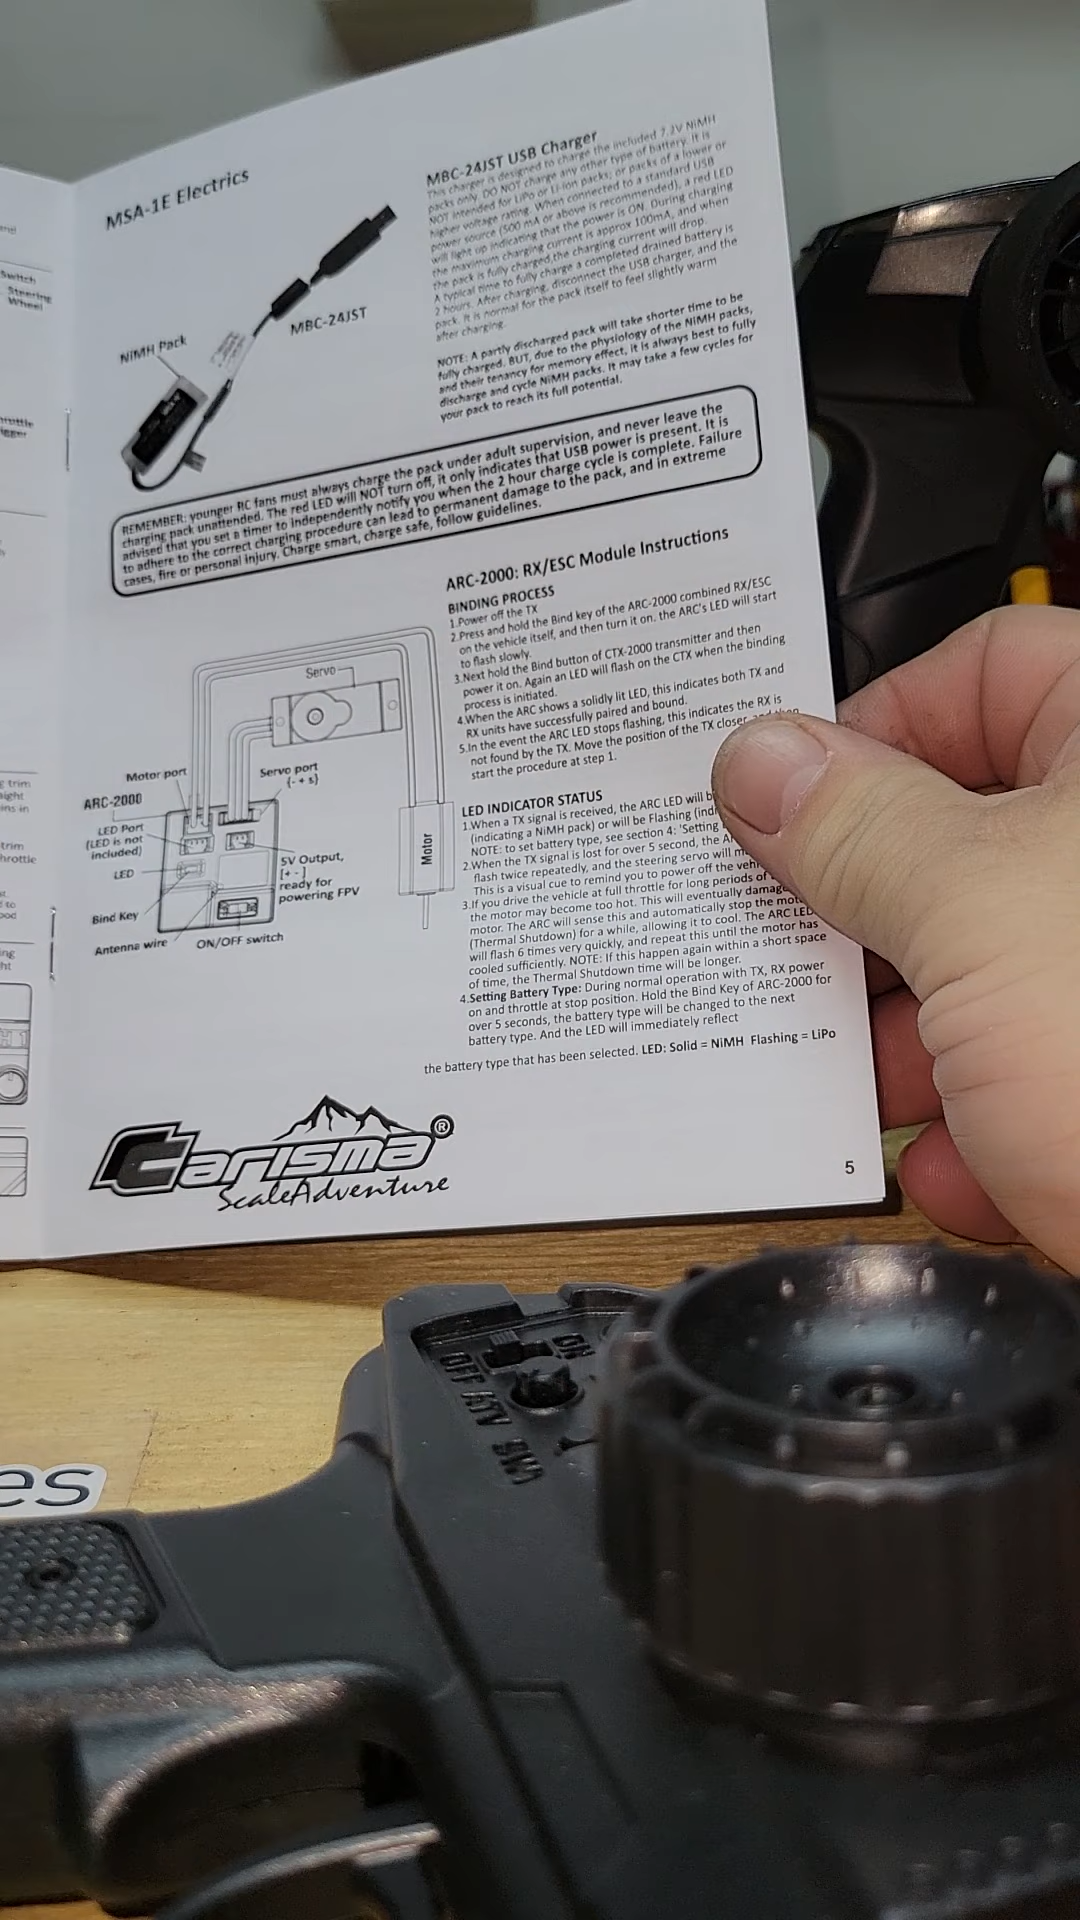 Switch
Steering
Wheel
MSA-1E Electrics
NiMH Pack
MBC-24JST
MBC-24JST USB Charger
This charger is designed to charge the included 7.2V NiMH
packs only. DO NOT charge any other type of battery. It is
NOT intended for LiPo or Li-Ion packs; or packs of a lower or
higher voltage rating. When connected to a standard USB
power source (500 mA or above is recommended), a red LED
will light up indicating that the power is ON. During charging
the maximum charging current is approx 100mA, and when
the pack is fully charged,the charging current will drop.
A typical time to fully charge a completed drained battery is
2 hours. After charging, disconnect the USB charger, and the
pack. It is normal for the pack itself to feel slightly warm
after charging.
NOTE: A partly discharged pack will take shorter time to be
fully charged. BUT, due to the physiology of the NiMH packs,
and their tenancy for memory effect, it is always best to fully
discharge and cycle NiMH packs. It may take a few cycles for
your pack to reach its full potential.
REMEMBER: younger RC fans must always charge the pack under adult supervision, and never leave the
charging pack unattended. The red LED will NOT turn off, it only indicates that USB power is present. It is
advised that you set a timer to independently notify you when the 2 hour charge cycle is complete. Failure
to adhere to the correct charging procedure can lead to permanent damage to the pack, and in extreme
cases, fire or personal injury. Charge smart, charge safe, follow guidelines.
ARC-2000: RX/ESC Module Instructions
BINDING PROCESS
1.Power off the TX
2.Press and hold the Bind key of the ARC-2000 combined RX/ESC
on the vehicle itself, and then turn it on. the ARC's LED will start
to flash slowly.
3.Next hold the Bind button of CTX-2000 transmitter and then
power it on. Again an LED will flash on the CTX when the binding
process is initiated.
4.When the ARC shows a solidly lit LED, this indicates both TX and
RX units have successfully paired and bound.
5.In the event the ARC LED stops flashing, this indicates the RX is
not found by the TX. Move the position of the TX closer, and then
start the procedure at step 1.
Servo
Motor port
Servo port
(- + s)
ARC-2000
LED Port
(LED is not
included)
LED
5V Output,
[+ -]
ready for
powering FPV
Bind Key
Antenna wire
ON/OFF switch
Motor
LED INDICATOR STATUS
1.When a TX signal is received, the ARC LED will
(indicating a NiMH pack) or will be Flashing
NOTE: to set battery type, see section 4: 'Setting
2.When the TX signal is lost for over 5 second, the
flash twice repeatedly, and the steering servo will
This is a visual cue to remind you to power off the
3.If you drive the vehicle at full throttle for long periods of
the motor may become too hot. This will eventually damage
motor. The ARC will sense this and automatically stop the
(Thermal Shutdown) for a while, allowing it to cool. The ARC LED
will flash 6 times very quickly, and repeat this until the motor has
cooled sufficiently. NOTE: If this happen again within a short space
of time, the Thermal Shutdown time will be longer.
4.Setting Battery Type: During normal operation with TX, RX power
on and throttle at stop position. Hold the Bind Key of ARC-2000 for
over 5 seconds, the battery type will be changed to the next
battery type. And the LED will immediately reflect
the battery type that has been selected. LED: Solid = NiMH Flashing = LiPo
Carisma®
ScaleAdventure
5
OFF ON
ATV SW1
es